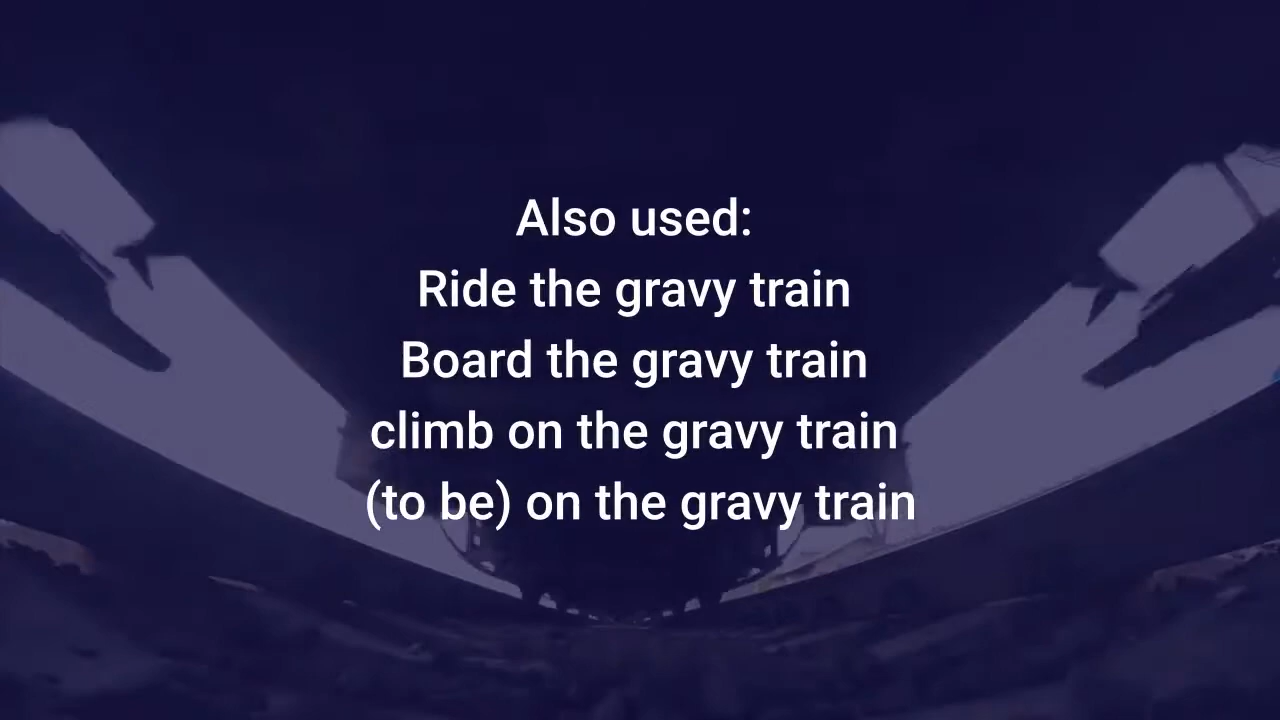 Also used:
Ride the gravy train
Board the gravy train
climb on the gravy train
(to be) on the gravy train